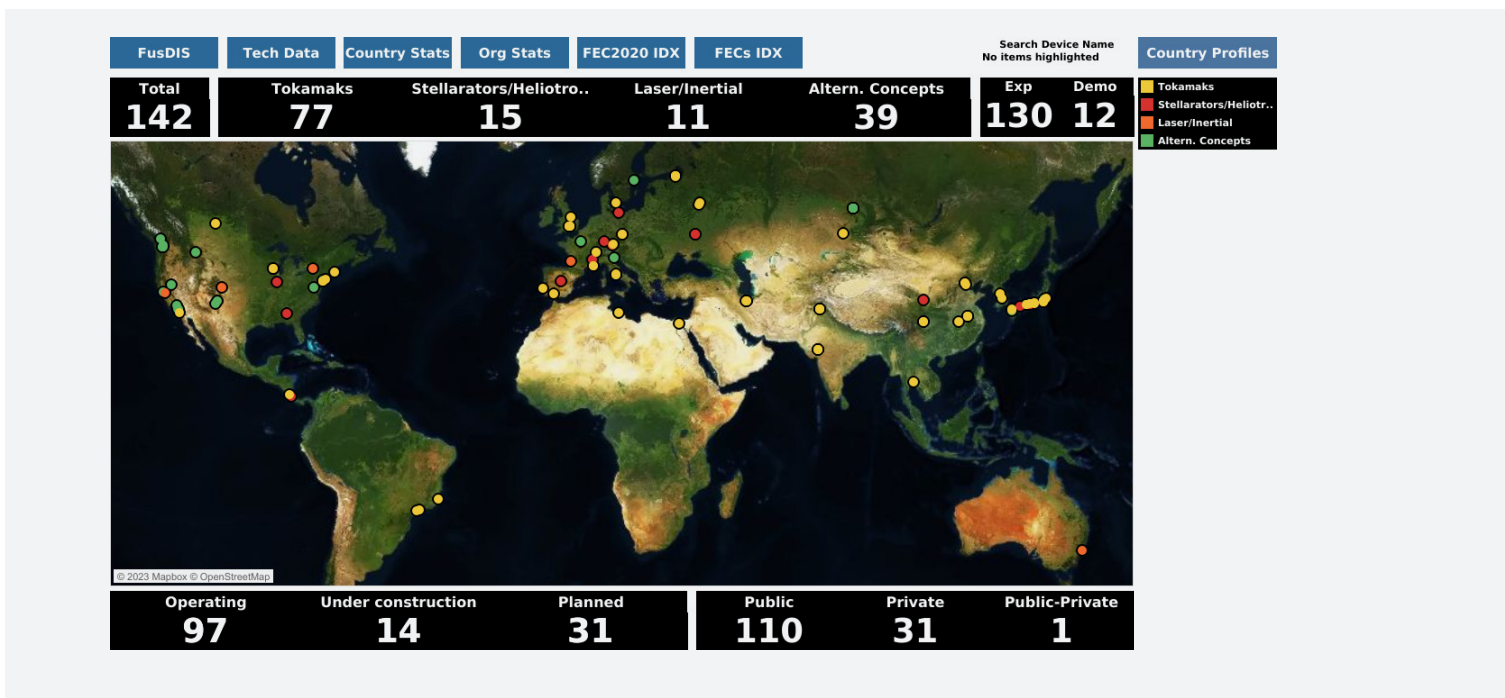 FusDIS
Tech Data
Country Stats
Org Stats
FEC2020 IDX
FECs IDX
Search Device Name
No items highlighted
Country Profiles
Total
142
Tokamaks
77
Stellarators/Heliotro..
15
Laser/Inertial
11
Altern. Concepts
39
Exp
130
Demo
12
Tokamaks
Stellarators/Heliotr..
Laser/Inertial
Altern. Concepts
© 2023 Mapbox © OpenStreetMap
Operating
97
Under construction
14
Planned
31
Public
110
Private
31
Public-Private
1